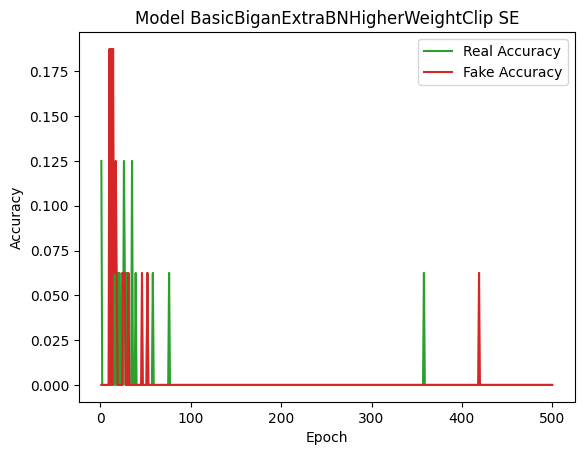 Model BasicBiganExtraBNHigherWeightClip SE
Real Accuracy
Fake Accuracy
Accuracy
0.175
0.150
0.125
0.100
0.075
0.050
0.025
0.000
0 100 200 300 400 500
Epoch